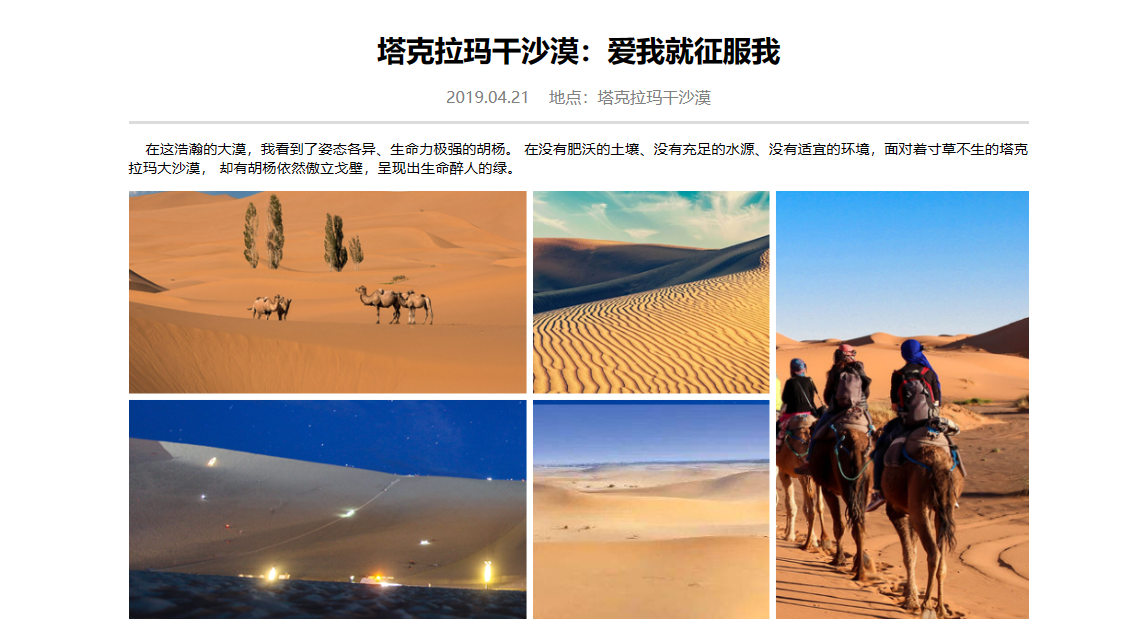 塔克拉玛干沙漠：爱我就征服我
2019.04.21 地点：塔克拉玛干沙漠
在这浩瀚的大漠，我看到了姿态各异、生命力极强的胡杨。 在没有肥沃的土壤、没有充足的水源、没有适宜的环境，面对着寸草不生的塔克
拉玛大沙漠， 却有胡杨依然傲立戈壁，呈现出生命醉人的绿。